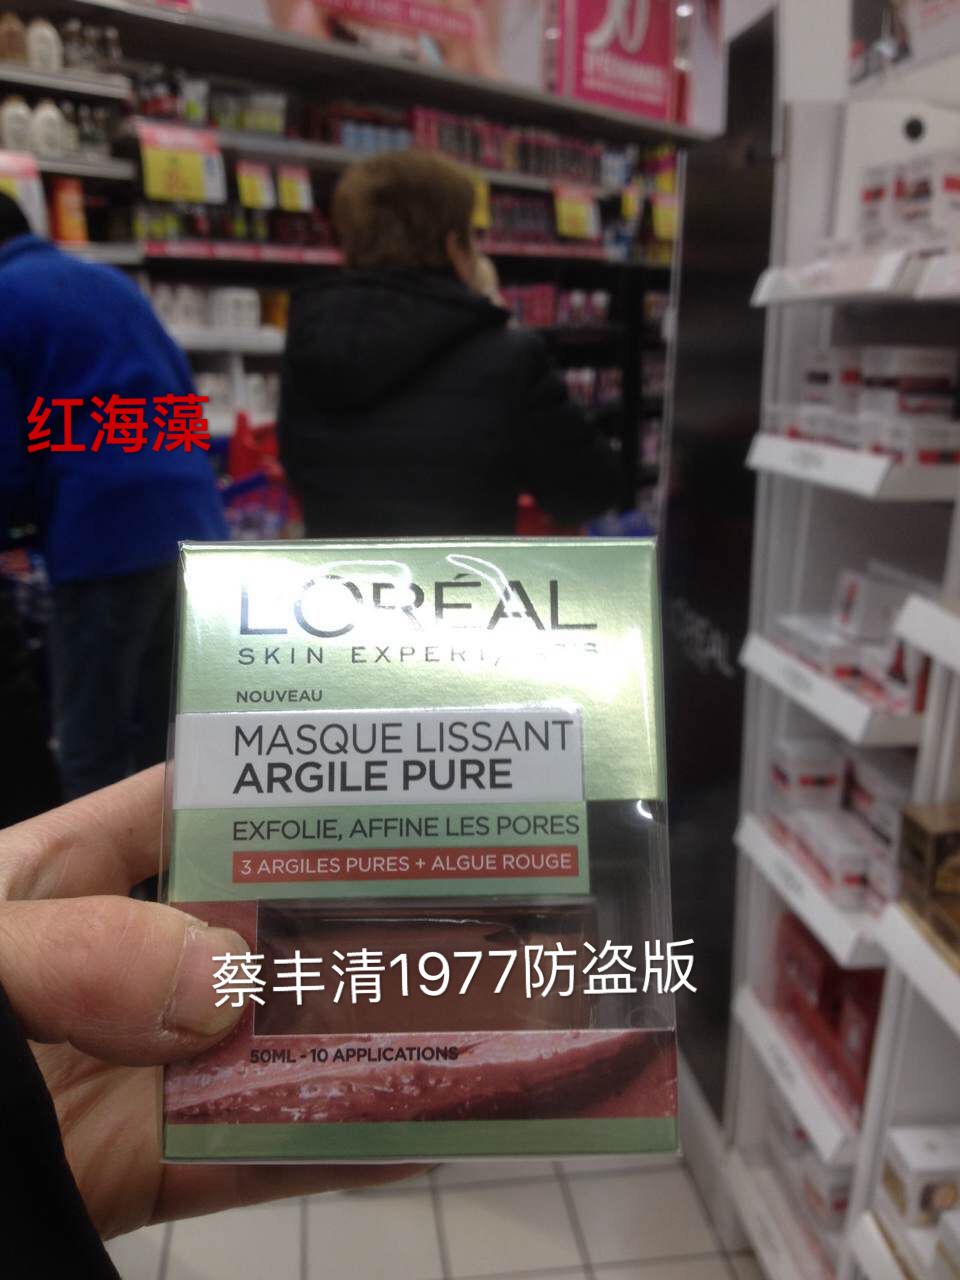 红海藻
L'ORÉAL
SKIN EXPERT/
NOUVEAU
MASQUE LISSANT
ARGILE PURE
EXFOLIE, AFFINE LES PORES
3 ARGILES PURES + ALGUE ROUGE
蔡丰清1977防盗版
50ML - 10 APPLICATIONS